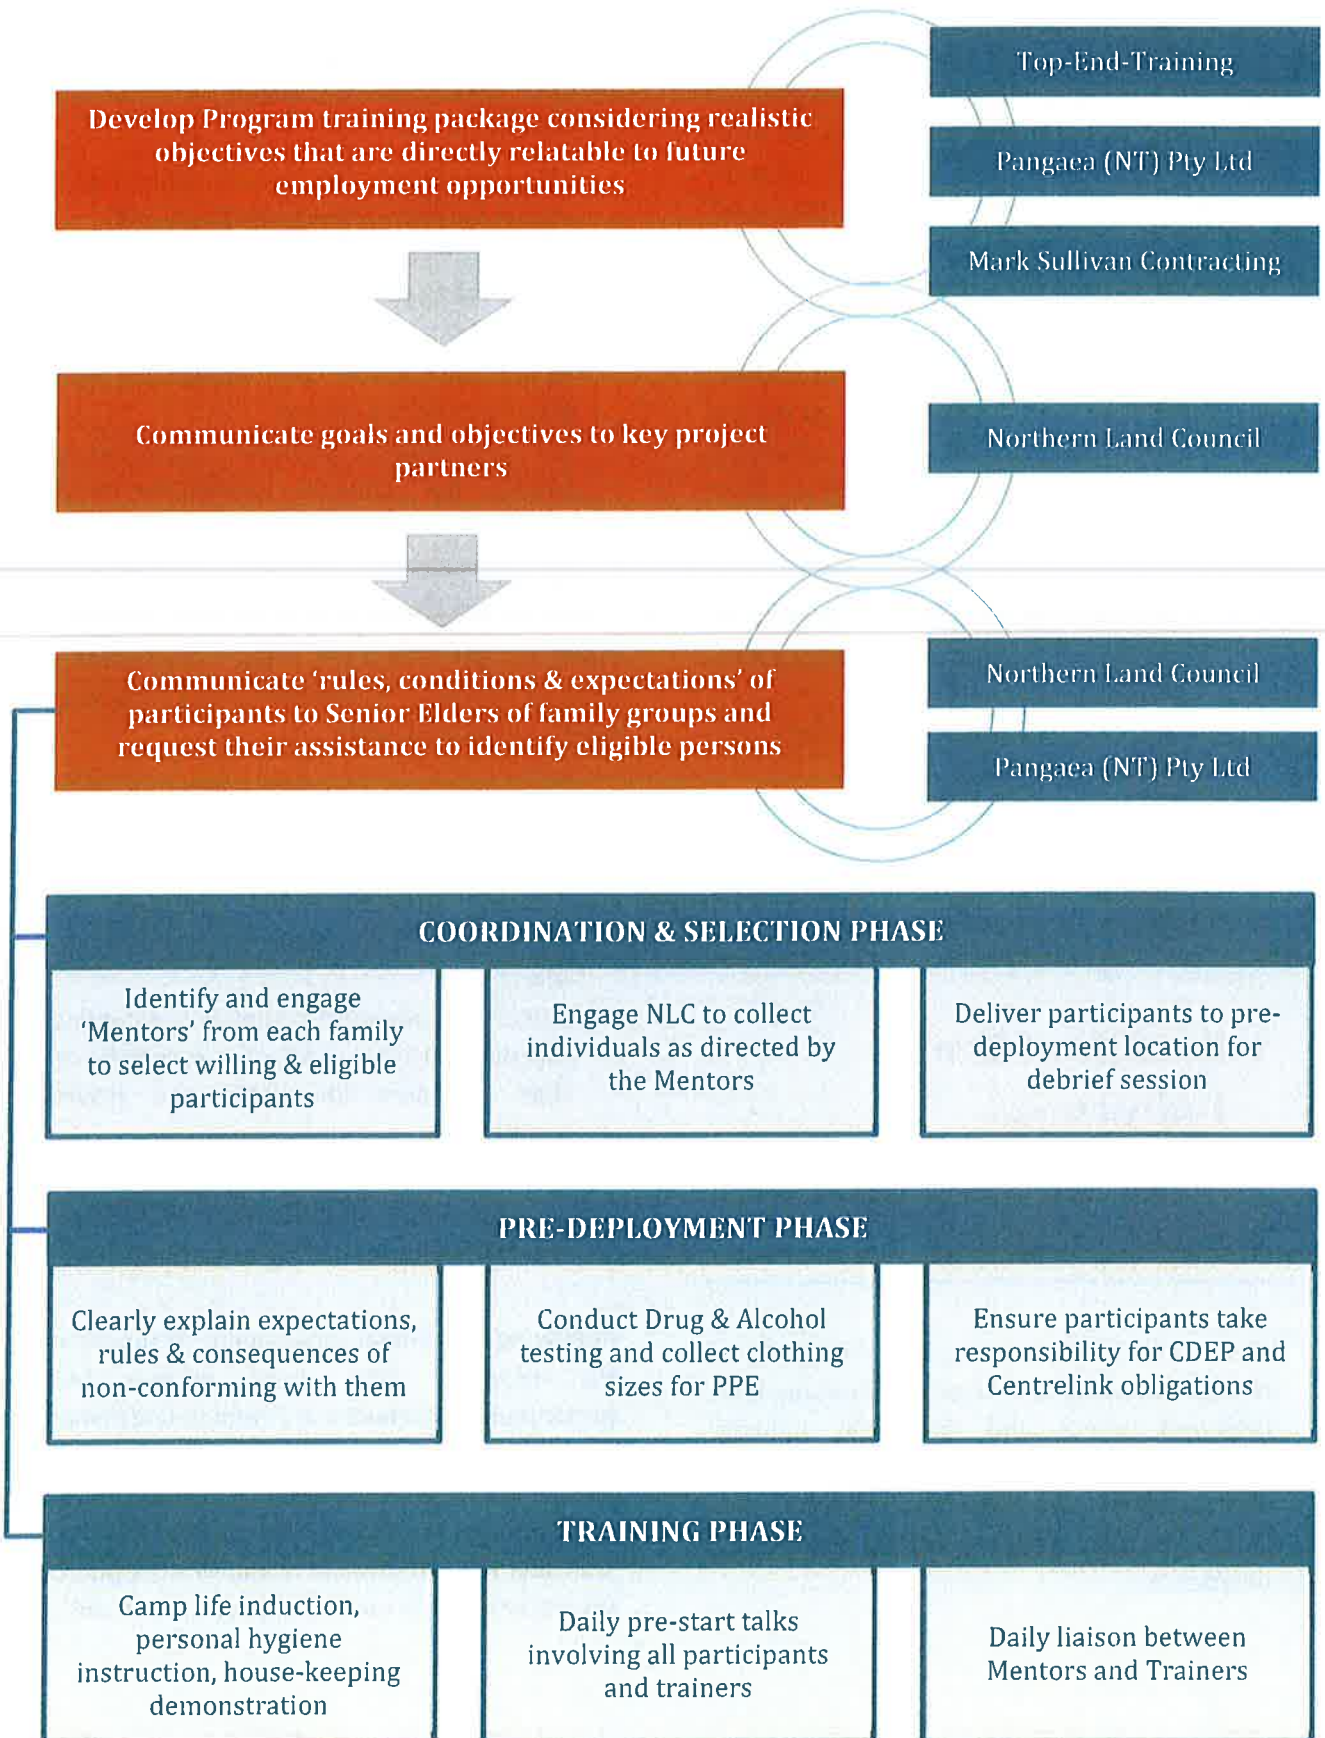 Develop Program training package considering realistic
objectives that are directly relatable to future
employment opportunities
Top-End-Training
Pangaea (NT) Pty Ltd
Mark Sullivan Contracting
Communicate goals and objectives to key project
partners
Northern Land Council
Communicate 'rules, conditions & expectations' of
participants to Senior Elders of family groups and
request their assistance to identify eligible persons
Northern Land Council
Pangaea (NT) Pty Ltd
COORDINATION & SELECTION PHASE
Identify and engage
'Mentors' from each family
to select willing & eligible
participants
Engage NLC to collect
individuals as directed by
the Mentors
Deliver participants to pre-
deployment location for
debrief session
PRE-DEPLOYMENT PHASE
Clearly explain expectations,
rules & consequences of
non-conforming with them
Conduct Drug & Alcohol
testing and collect clothing
sizes for PPE
Ensure participants take
responsibility for CDEP and
Centrelink obligations
TRAINING PHASE
Camp life induction,
personal hygiene
instruction, house-keeping
demonstration
Daily pre-start talks
involving all participants
and trainers
Daily liaison between
Mentors and Trainers